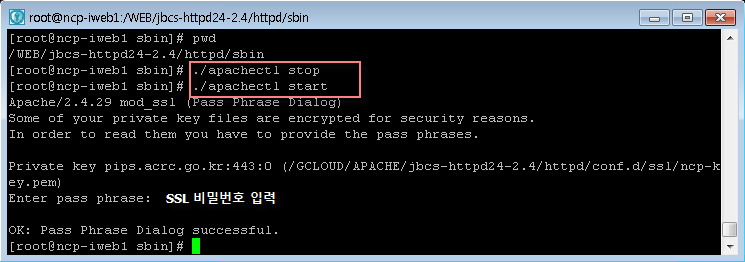 root@ncp-iweb1:/WEB/jbcs-httpd24-2.4/httpd/sbin
[root@ncp-iweb1 sbin]# pwd
/WEB/jbcs-httpd24-2.4/httpd/sbin
[root@ncp-iweb1 sbin]# ./apachectl stop
[root@ncp-iweb1 sbin]# ./apachectl start
Apache/2.4.29 mod_ssl (Pass Phrase Dialog)
Some of your private key files are encrypted for security reasons.
In order to read them you have to provide the pass phrases.
Private key pips.acrc.go.kr:443:0 (/GCLOUD/APACHE/jbcs-httpd24-2.4/httpd/conf.d/ssl/ncp-k
ey.pem)
Enter pass phrase: SSL 비밀번호 입력
OK: Pass Phrase Dialog successful.
[root@ncp-iweb1 sbin]#